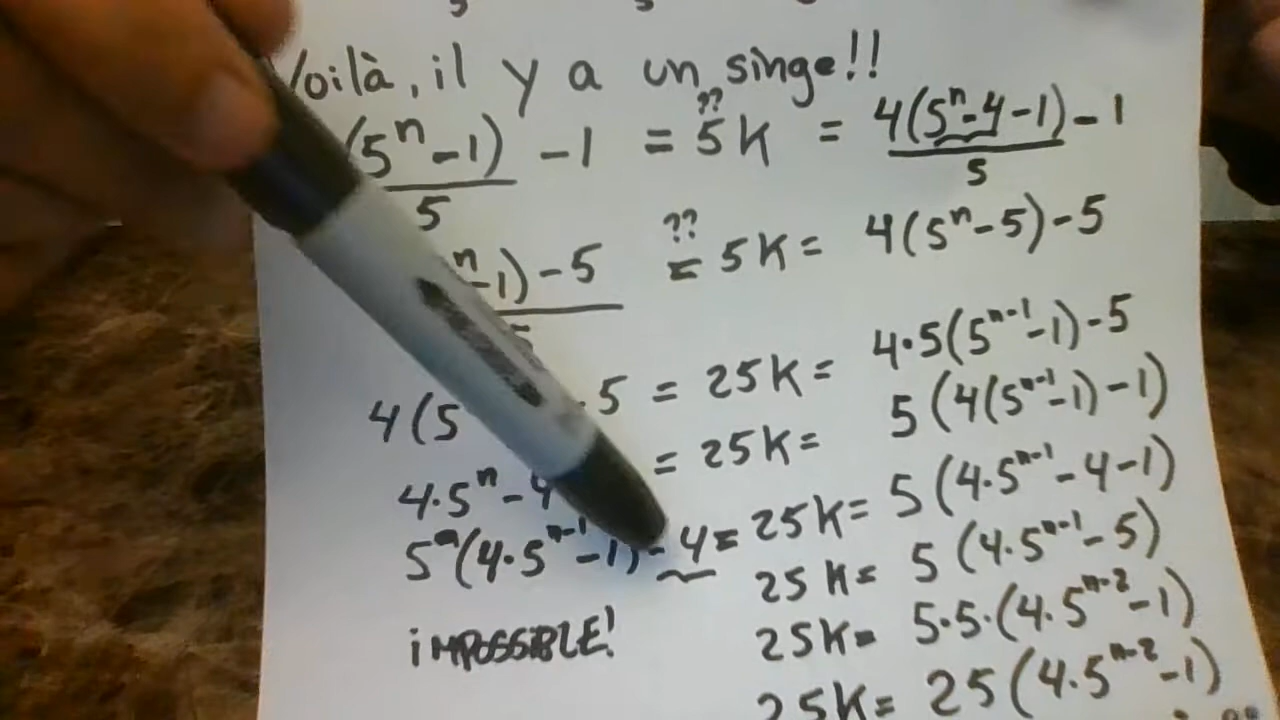 Voilà, il y a un singe!!
(5ⁿ-1)/5 -1 =?? 5K = 4(5ⁿ-4-1)-1 / 5
ⁿ-1)-5 =?? 5K = 4(5ⁿ-5)-5
4(5 .5 = 25K = 4·5(5ⁿ⁻¹-1)-5
4·5ⁿ-4 = 25K = 5(4(5ⁿ⁻¹-1)-1)
5(4·5ⁿ⁻¹-1)-4 = 25K = 5(4·5ⁿ⁻¹-4-1)
25K = 5(4·5ⁿ⁻¹-5)
iMPOSSIBLE! 25K = 5·5·(4·5ⁿ⁻²-1)
25K = 25(4·5ⁿ⁻²-1)